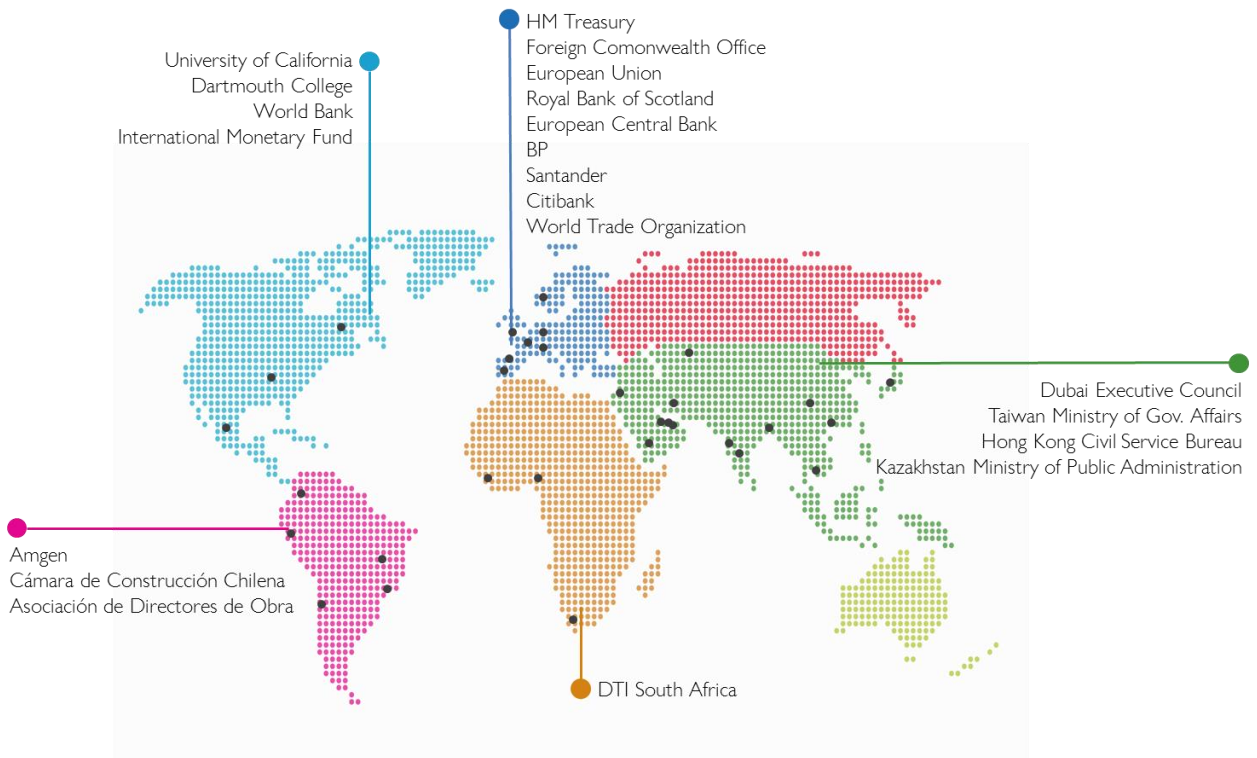 HM Treasury
Foreign Comonwealth Office
European Union
Royal Bank of Scotland
European Central Bank
BP
Santander
Citibank
World Trade Organization
University of California
Dartmouth College
World Bank
International Monetary Fund
Dubai Executive Council
Taiwan Ministry of Gov. Affairs
Hong Kong Civil Service Bureau
Kazakhstan Ministry of Public Administration
Amgen
Cámara de Construcción Chilena
Asociación de Directores de Obra
DTI South Africa